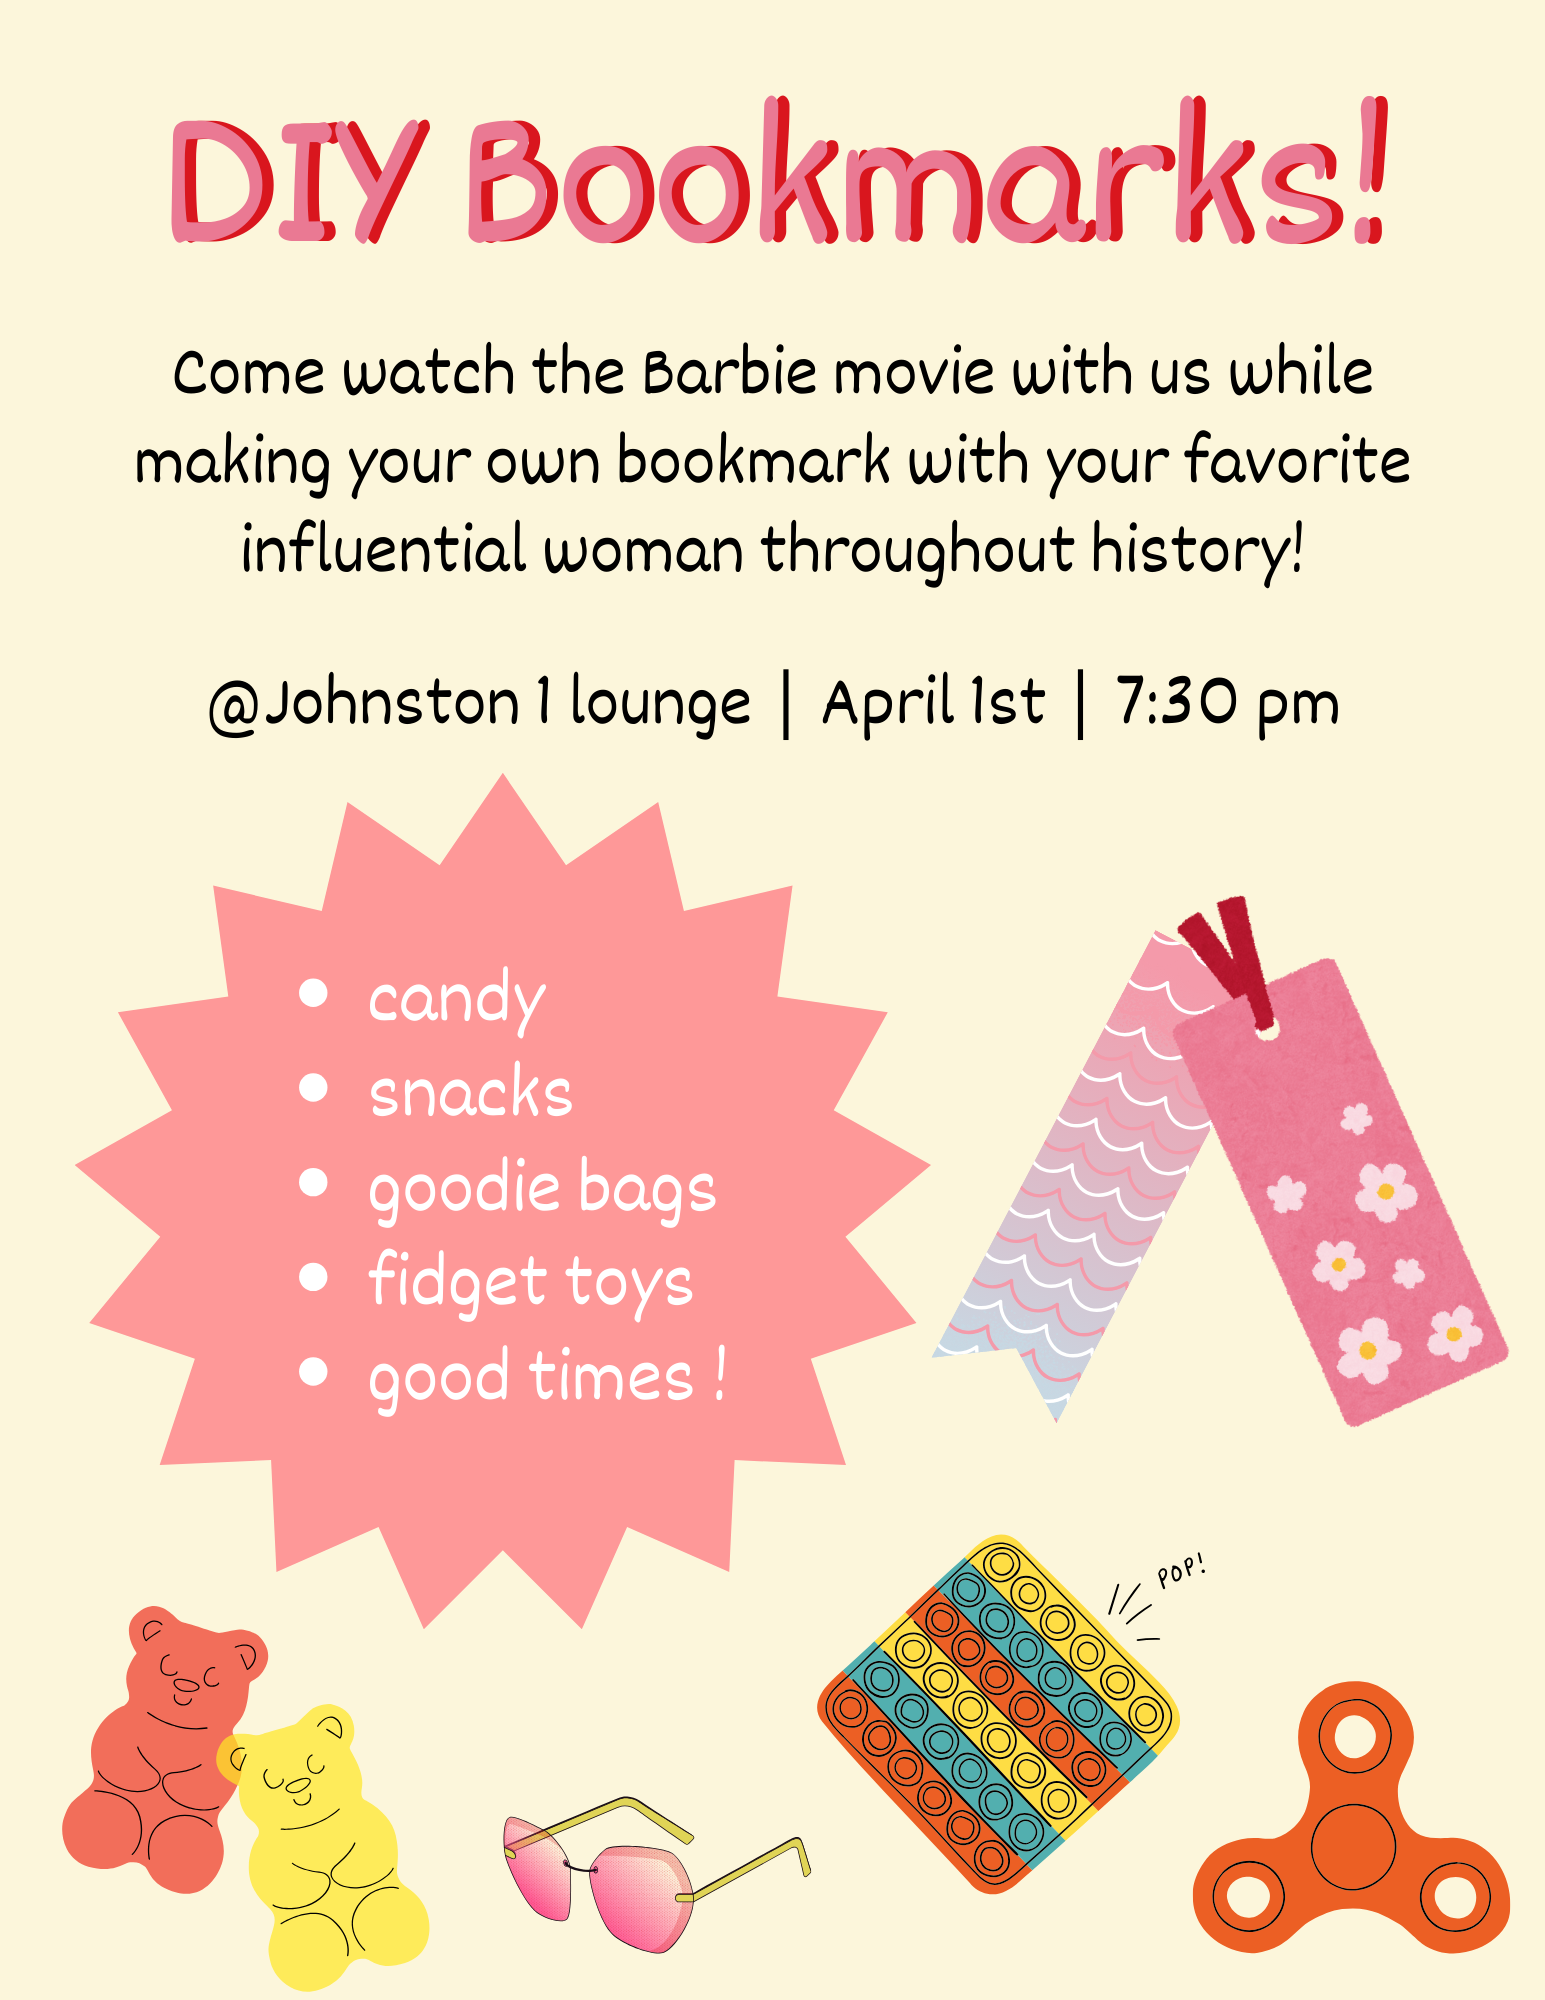 DIY Bookmarks!
Come watch the Barbie movie with us while
making your own bookmark with your favorite
influential woman throughout history!
@Johnston 1 lounge | April 1st | 7:30 pm
• candy
• snacks
• goodie bags
• fidget toys
• good times !
POP!